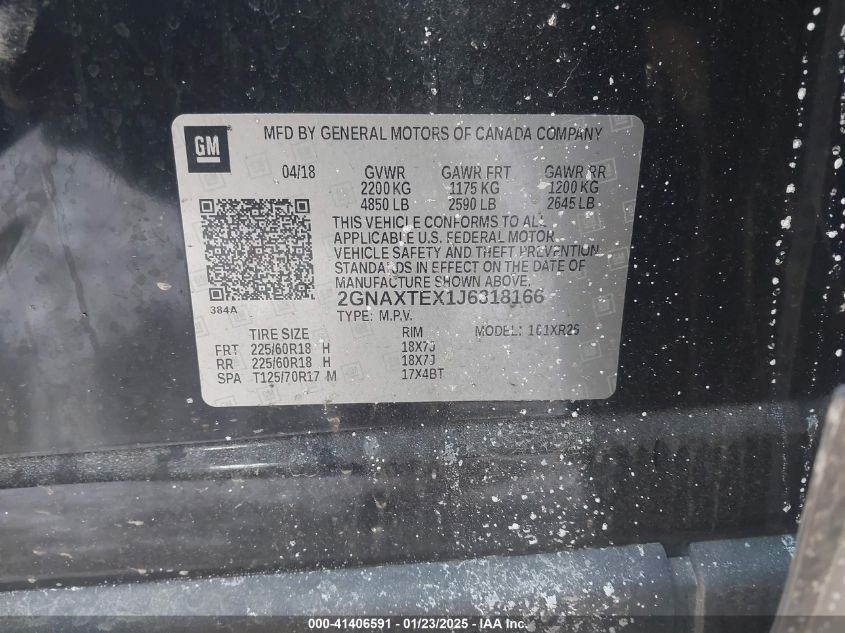 GM
MFD BY GENERAL MOTORS OF CANADA COMPANY
04/18 GVWR GAWR FRT GAWR RR
2200 KG 1175 KG 1200 KG
4850 LB 2590 LB 2645 LB
THIS VEHICLE CONFORMS TO ALL
APPLICABLE U.S. FEDERAL MOTOR
VEHICLE SAFETY AND THEFT PREVENTION
STANDARDS IN EFFECT ON THE DATE OF
MANUFACTURE SHOWN ABOVE.
384A
2GNAXTEX1J6318166
TYPE: M.P.V. MODEL: 1G1XR26
TIRE SIZE RIM
FRT 225/60R18 H 18X7J
RR 225/60R18 H 18X7J
SPA T125/70R17 M 17X4BT
000-41406591 - 01/23/2025 - IAA Inc.